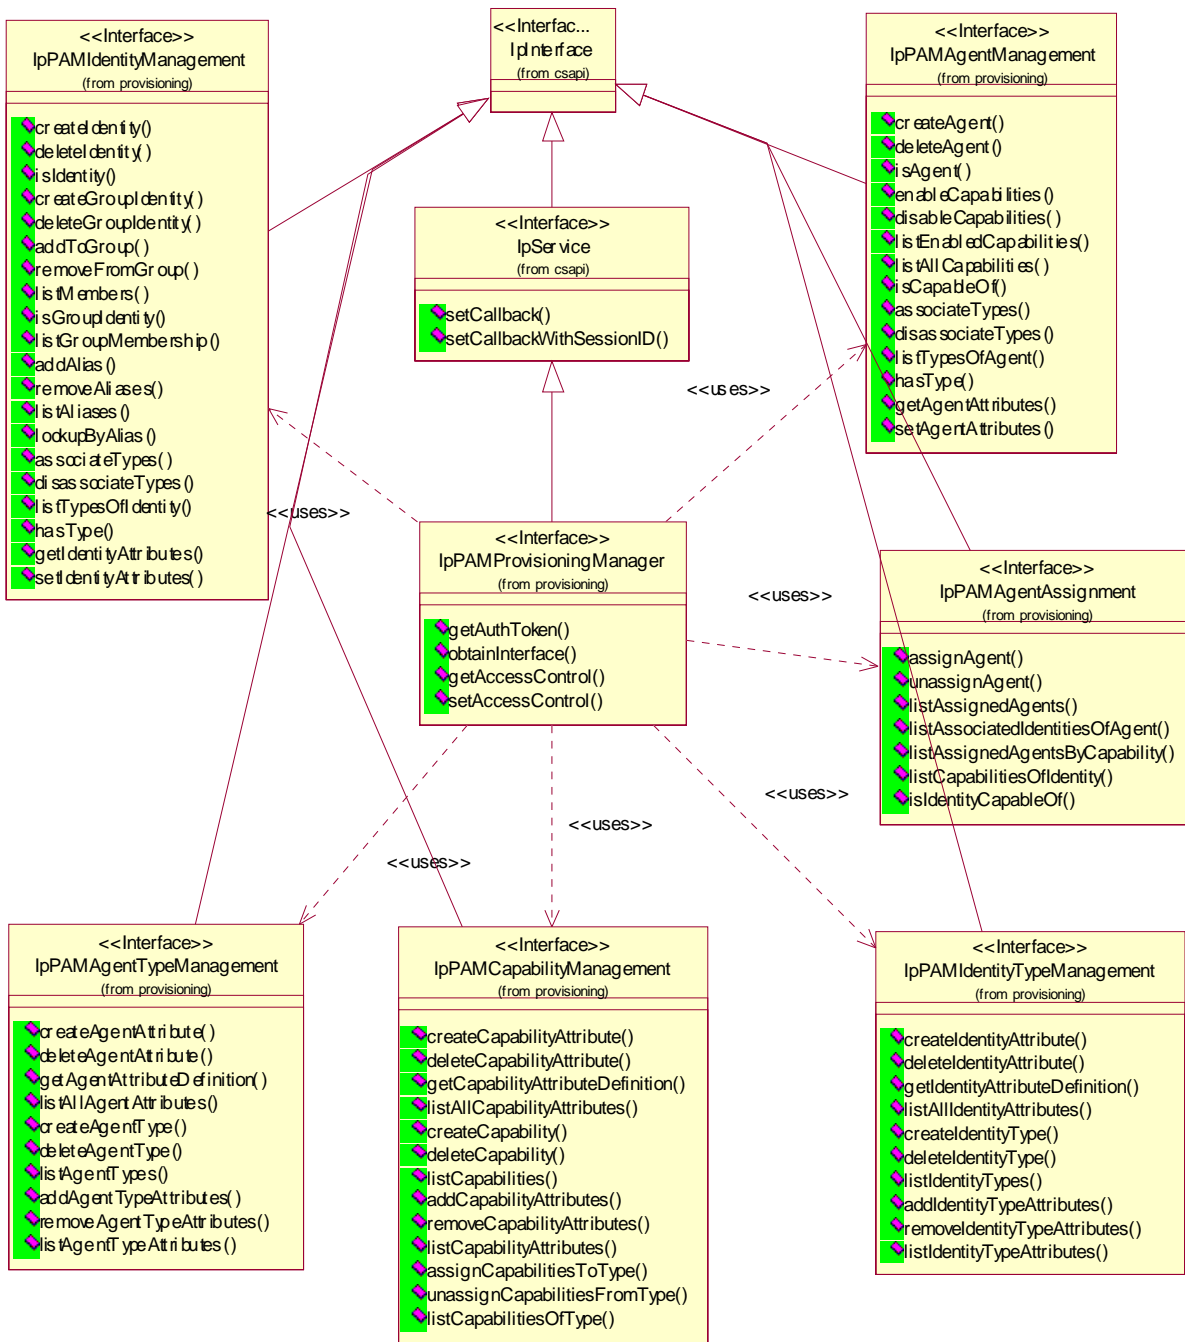 <<Interface>>
IpPAMIdentityManagement
(from provisioning)
createIdentity()
deleteIdentity()
isIdentity()
createGroupIdentity()
deleteGroupIdentity()
addToGroup()
removeFromGroup()
listMembers()
isGroupIdentity()
listGroupMembership()
addAlias()
removeAliases()
listAliases()
lookupByAlias()
associateTypes()
disassociateTypes()
listTypesOfIdentity()
hasType()
getIdentityAttributes()
setIdentityAttributes()
<<Interfac...
IpInterface
(from csapi)
<<Interface>>
IpPAMAgentManagement
(from provisioning)
createAgent()
deleteAgent()
isAgent()
enableCapabilities()
disableCapabilities()
listEnabledCapabilities()
listAllCapabilities()
isCapableOf()
associateTypes()
disassociateTypes()
listTypesOfAgent()
hasType()
getAgentAttributes()
setAgentAttributes()
<<Interface>>
IpService
(from csapi)
setCallback()
setCallbackWithSessionID()
<<uses>>
<<uses>>
<<Interface>>
IpPAMProvisioningManager
(from provisioning)
getAuthToken()
obtainInterface()
getAccessControl()
setAccessControl()
<<uses>>
<<Interface>>
IpPAMAgentAssignment
(from provisioning)
assignAgent()
unassignAgent()
listAssignedAgents()
listAssociatedIdentitiesOfAgent()
listAssignedAgentsByCapability()
listCapabilitiesOfIdentity()
isIdentityCapableOf()
<<uses>>
<<uses>>
<<uses>>
<<Interface>>
IpPAMAgentTypeManagement
(from provisioning)
createAgentAttribute()
deleteAgentAttribute()
getAgentAttributeDefinition()
listAllAgentAttributes()
createAgentType()
deleteAgentType()
listAgentTypes()
addAgentTypeAttributes()
removeAgentTypeAttributes()
listAgentTypeAttributes()
<<Interface>>
IpPAMCapabilityManagement
(from provisioning)
createCapabilityAttribute()
deleteCapabilityAttribute()
getCapabilityAttributeDefinition()
listAllCapabilityAttributes()
createCapability()
deleteCapability()
listCapabilities()
addCapabilityAttributes()
removeCapabilityAttributes()
listCapabilityAttributes()
assignCapabilitiesToType()
unassignCapabilitiesFromType()
listCapabilitiesOfType()
<<Interface>>
IpPAMIdentityTypeManagement
(from provisioning)
createIdentityAttribute()
deleteIdentityAttribute()
getIdentityAttributeDefinition()
listAllIdentityAttributes()
createIdentityType()
deleteIdentityType()
listIdentityTypes()
addIdentityTypeAttributes()
removeIdentityTypeAttributes()
listIdentityTypeAttributes()